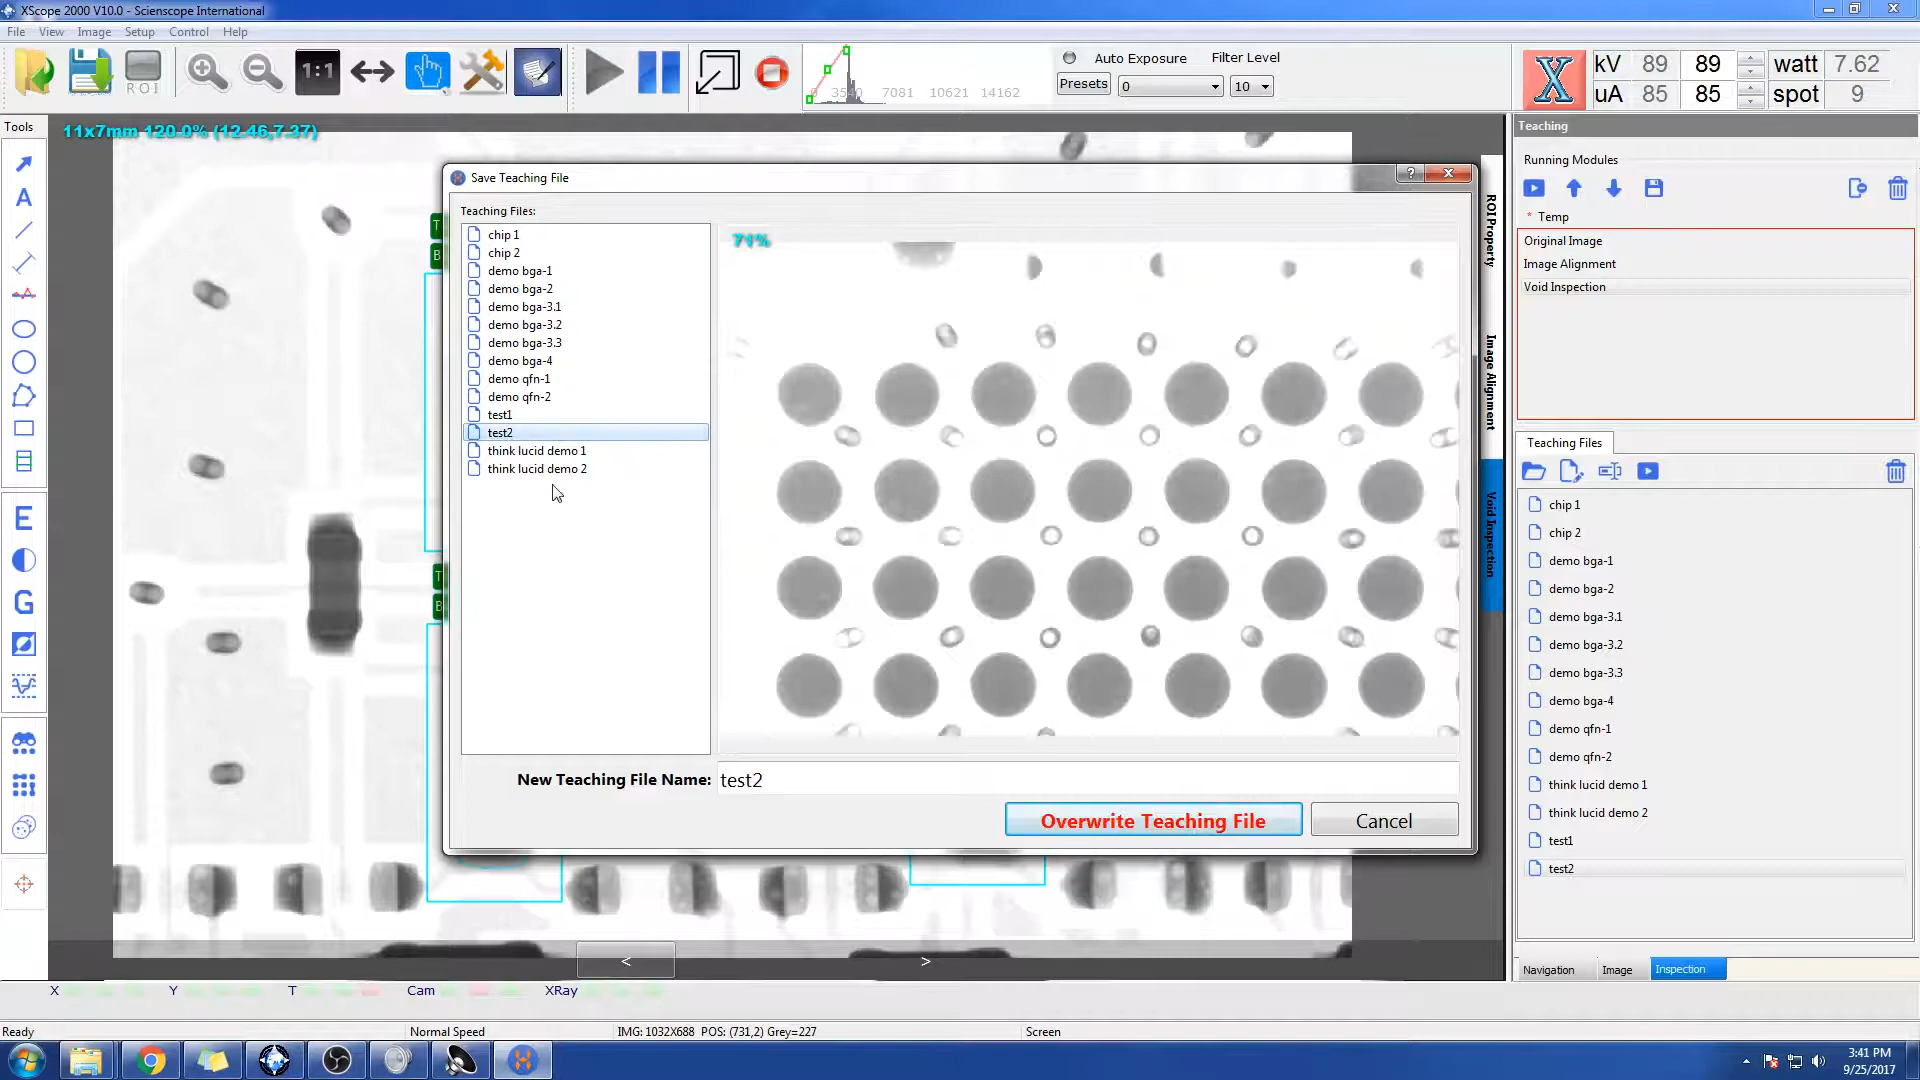 XScope 2000 V10.0 - Scienscope International
File View Image Setup Control Help
ROI
1:1
0 3540 7081 10621 14162
Auto Exposure Filter Level
Presets 0 10
X
kV 89 89 watt 7.62
uA 85 85 spot 9
Tools
11x7mm 120.0% (12.46,7.37)
A
E
G
T
B
T
B
Save Teaching File
?
Teaching Files:
chip 1
chip 2
demo bga-1
demo bga-2
demo bga-3.1
demo bga-3.2
demo bga-3.3
demo bga-4
demo qfn-1
demo qfn-2
test1
test2
think lucid demo 1
think lucid demo 2
71%
New Teaching File Name: test2
Overwrite Teaching File Cancel
< >
ROI Property
Image Alignment
Void Inspection
Teaching
Running Modules
* Temp
Original Image
Image Alignment
Void Inspection
Teaching Files
chip 1
chip 2
demo bga-1
demo bga-2
demo bga-3.1
demo bga-3.2
demo bga-3.3
demo bga-4
demo qfn-1
demo qfn-2
think lucid demo 1
think lucid demo 2
test1
test2
Navigation Image Inspection
X Y T Cam XRay
Ready Normal Speed IMG: 1032X688 POS: (731,2) Grey=227 Screen
3:41 PM
9/25/2017